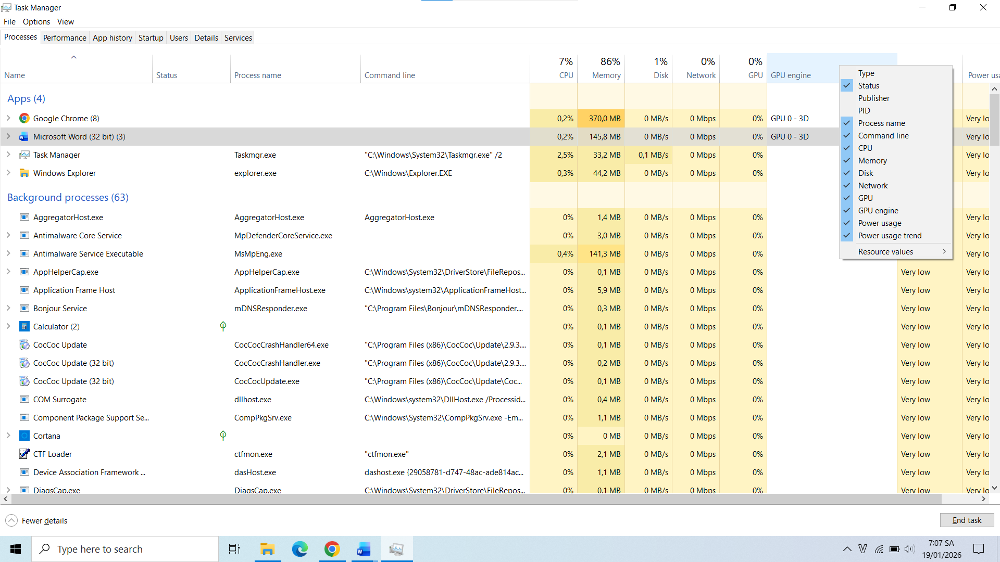 Task Manager
File Options View
Processes Performance App history Startup Users Details Services
7% 86% 1% 0% 0%
Name Status Process name Command line CPU Memory Disk Network GPU GPU engine Power usa
Apps (4)
Google Chrome (8) 0,2% 370,0 MB 0 MB/s 0 Mbps 0% GPU 0 - 3D Very lo
Microsoft Word (32 bit) (3) 0,2% 145,8 MB 0 MB/s 0 Mbps 0% GPU 0 - 3D Very lo
Task Manager Taskmgr.exe "C:\Windows\System32\Taskmgr.exe" /2 2,5% 33,2 MB 0,1 MB/s 0 Mbps 0% Very lo
Windows Explorer explorer.exe C:\Windows\Explorer.EXE 0,3% 44,2 MB 0 MB/s 0 Mbps 0% Very lo
Background processes (63)
AggregatorHost.exe AggregatorHost.exe AggregatorHost.exe 0% 1,4 MB 0 MB/s 0 Mbps 0% Very lo
Antimalware Core Service MpDefenderCoreService.exe 0% 3,0 MB 0 MB/s 0 Mbps 0% Very lo
Antimalware Service Executable MsMpEng.exe 0,4% 141,3 MB 0 MB/s 0 Mbps 0% Very lo
AppHelperCap.exe AppHelperCap.exe C:\Windows\System32\DriverStore\FileRepos... 0% 0,1 MB 0 MB/s 0 Mbps 0% Very low Very lo
Application Frame Host ApplicationFrameHost.exe C:\Windows\system32\ApplicationFrameHost... 0% 5,9 MB 0 MB/s 0 Mbps 0% Very low Very lo
Bonjour Service mDNSResponder.exe "C:\Program Files\Bonjour\mDNSResponder.... 0% 0,3 MB 0 MB/s 0 Mbps 0% Very low Very lo
Calculator (2) 0% 0,1 MB 0 MB/s 0 Mbps 0% Very low Very lo
CocCoc Update CocCocCrashHandler64.exe "C:\Program Files (x86)\CocCoc\Update\2.9.3.... 0% 0,1 MB 0 MB/s 0 Mbps 0% Very low Very lo
CocCoc Update (32 bit) CocCocCrashHandler.exe "C:\Program Files (x86)\CocCoc\Update\2.9.3.... 0% 0,2 MB 0 MB/s 0 Mbps 0% Very low Very lo
CocCoc Update (32 bit) CocCocUpdate.exe "C:\Program Files (x86)\CocCoc\Update\Coc... 0% 0,1 MB 0 MB/s 0 Mbps 0% Very low Very lo
COM Surrogate dllhost.exe C:\Windows\system32\DllHost.exe /Processid... 0% 0,4 MB 0 MB/s 0 Mbps 0% Very low Very lo
Component Package Support Se... CompPkgSrv.exe C:\Windows\System32\CompPkgSrv.exe -Em... 0% 1,1 MB 0 MB/s 0 Mbps 0% Very low Very lo
Cortana 0% 0 MB 0 MB/s 0 Mbps 0% Very low Very lo
CTF Loader ctfmon.exe "ctfmon.exe" 0% 2,1 MB 0 MB/s 0 Mbps 0% Very low Very lo
Device Association Framework ... dasHost.exe dashost.exe {29058781-d747-48ac-ade814ac... 0% 1,1 MB 0 MB/s 0 Mbps 0% Very low Very lo
DiagsCap.exe DiagsCap.exe C:\Windows\System32\DriverStore\FileRepos... 0% 0,1 MB 0 MB/s 0 Mbps 0% Very low Very lo
Type
Status
Publisher
PID
Process name
Command line
CPU
Memory
Disk
Network
GPU
GPU engine
Power usage
Power usage trend
Resource values
Fewer details End task
Type here to search
7:07 SA
19/01/2026